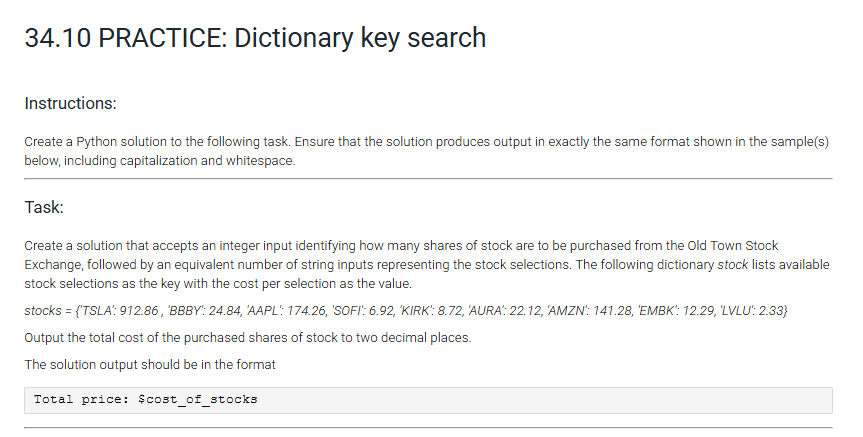 34.10 PRACTICE: Dictionary key search
Instructions:
Create a Python solution to the following task. Ensure that the solution produces output in exactly the same format shown in the sample(s)
below, including capitalization and whitespace.
Task:
Create a solution that accepts an integer input identifying how many shares of stock are to be purchased from the Old Town Stock
Exchange, followed by an equivalent number of string inputs representing the stock selections. The following dictionary stock lists available
stock selections as the key with the cost per selection as the value.
stocks = {'TSLA': 912.86 , 'BBBY': 24.84, 'AAPL': 174.26, 'SOFI': 6.92, 'KIRK': 8.72, 'AURA': 22.12, 'AMZN': 141.28, 'EMBK': 12.29, 'LVLU': 2.33}
Output the total cost of the purchased shares of stock to two decimal places.
The solution output should be in the format
Total price: $cost_of_stocks